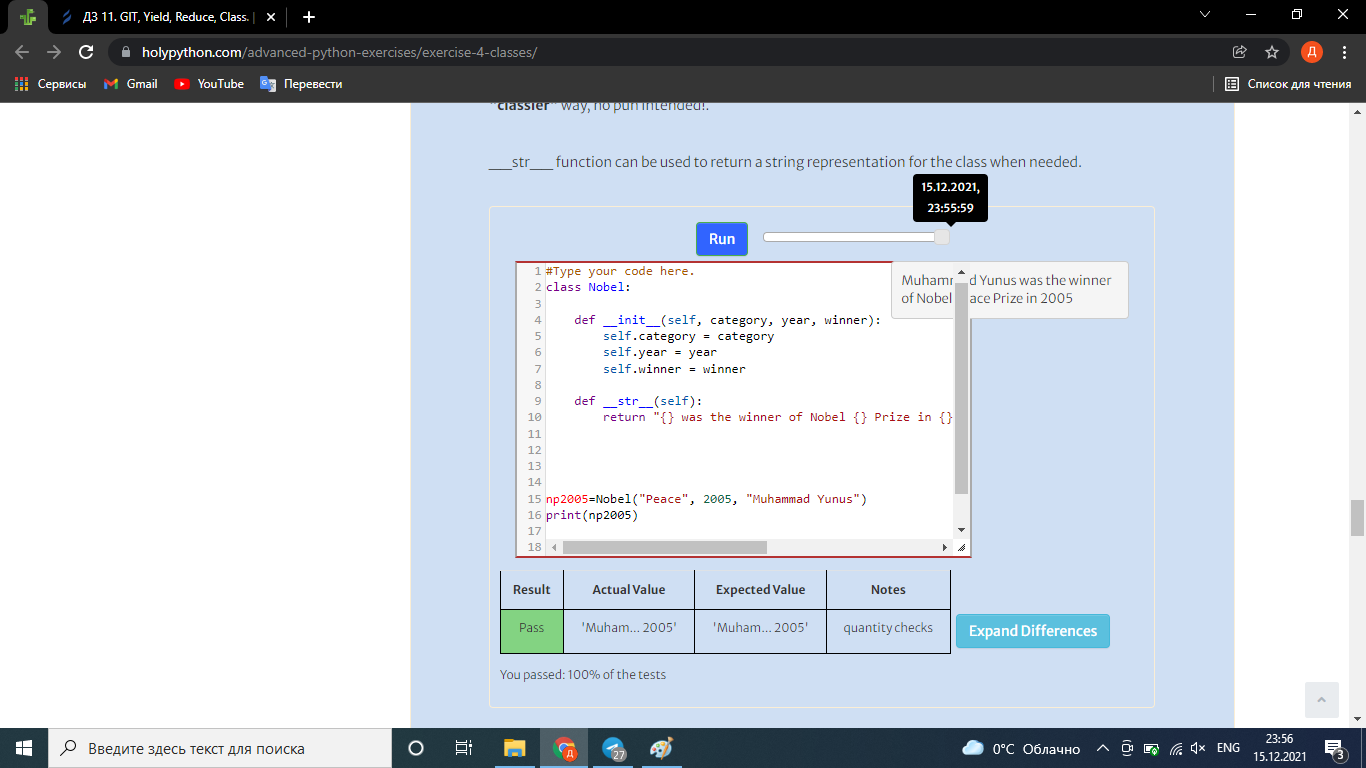 ДЗ 11. GIT, Yield, Reduce, Class.
holypython.com/advanced-python-exercises/exercise-4-classes/
Д
Сервисы
Gmail
YouTube
Перевести
Список для чтения
"classier" way, no pun intended!.
___str___ function can be used to return a string representation for the class when needed.
15.12.2021,
23:55:59
Run
Muhammad Yunus was the winner
of Nobel Peace Prize in 2005
1 #Type your code here.
2 class Nobel:
3
4 def __init__(self, category, year, winner):
5 self.category = category
6 self.year = year
7 self.winner = winner
8
9 def __str__(self):
10 return "{} was the winner of Nobel {} Prize in {}
11
12
13
14
15 np2005=Nobel("Peace", 2005, "Muhammad Yunus")
16 print(np2005)
17
18
Result Actual Value Expected Value Notes
Pass 'Muham... 2005' 'Muham... 2005' quantity checks
Expand Differences
You passed: 100% of the tests
Введите здесь текст для поиска
Д
27
0°C Облачно
ENG
23:56
15.12.2021
3